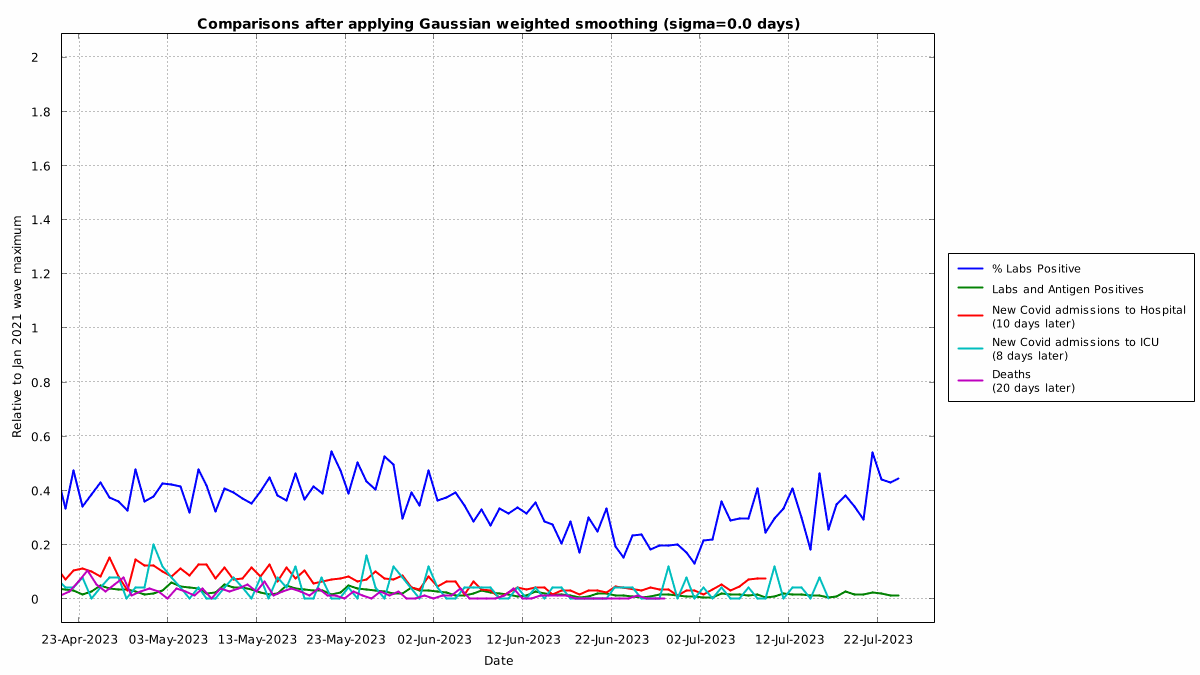 Comparisons after applying Gaussian weighted smoothing (sigma=0.0 days)
Relative to Jan 2021 wave maximum
2
1.8
1.6
1.4
1.2
1
0.8
0.6
0.4
0.2
0
23-Apr-2023 03-May-2023 13-May-2023 23-May-2023 02-Jun-2023 12-Jun-2023 22-Jun-2023 02-Jul-2023 12-Jul-2023 22-Jul-2023
Date
% Labs Positive
Labs and Antigen Positives
New Covid admissions to Hospital
(10 days later)
New Covid admissions to ICU
(8 days later)
Deaths
(20 days later)